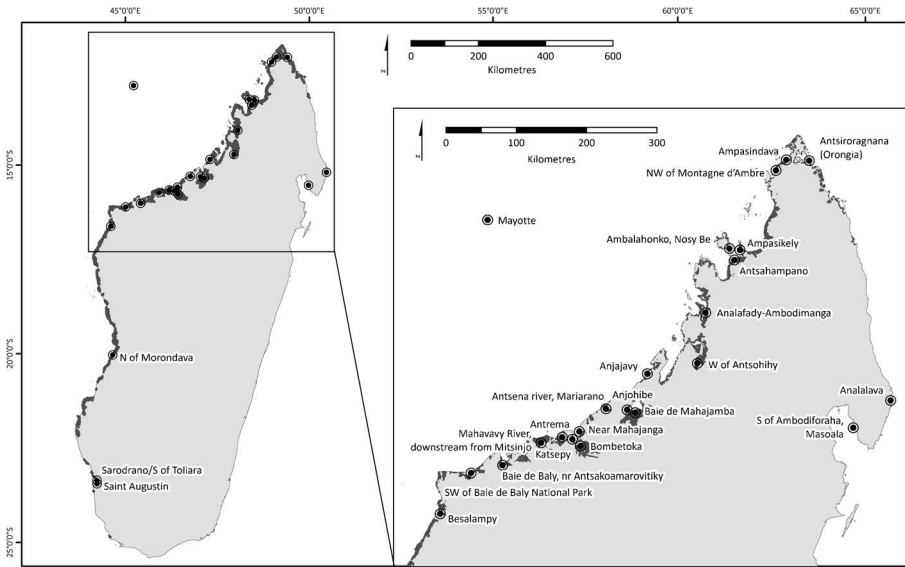 45°0'0"S
50°0'0"S
55°0'0"S
60°0'0"S
65°0'0"S
15°0'0"S
20°0'0"S
25°0'0"S
z
0 200 400 600
Kilometres
z
0 100 200 300
Kilometres
Ampasindava
Antsiroragnana
(Orongia)
NW of Montagne d'Ambre
Mayotte
Ambalahonko, Nosy Be
Ampasikely
Antsahampano
Analafady-Ambodimanga
W of Antsohihy
Anjajavy
Antsena river, Mariarano
Anjohibe
Baie de Mahajamba
Analalava
S of Ambodiforaha,
Masoala
Antrema
Near Mahajanga
Mahavavy River,
downstream from Mitsinjo
Katsepy
Bombetoka
Baie de Baly, nr Antsakoamarovitiky
SW of Baie de Baly National Park
Besalampy
N of Morondava
Sarodrano/S of Toliara
Saint Augustin